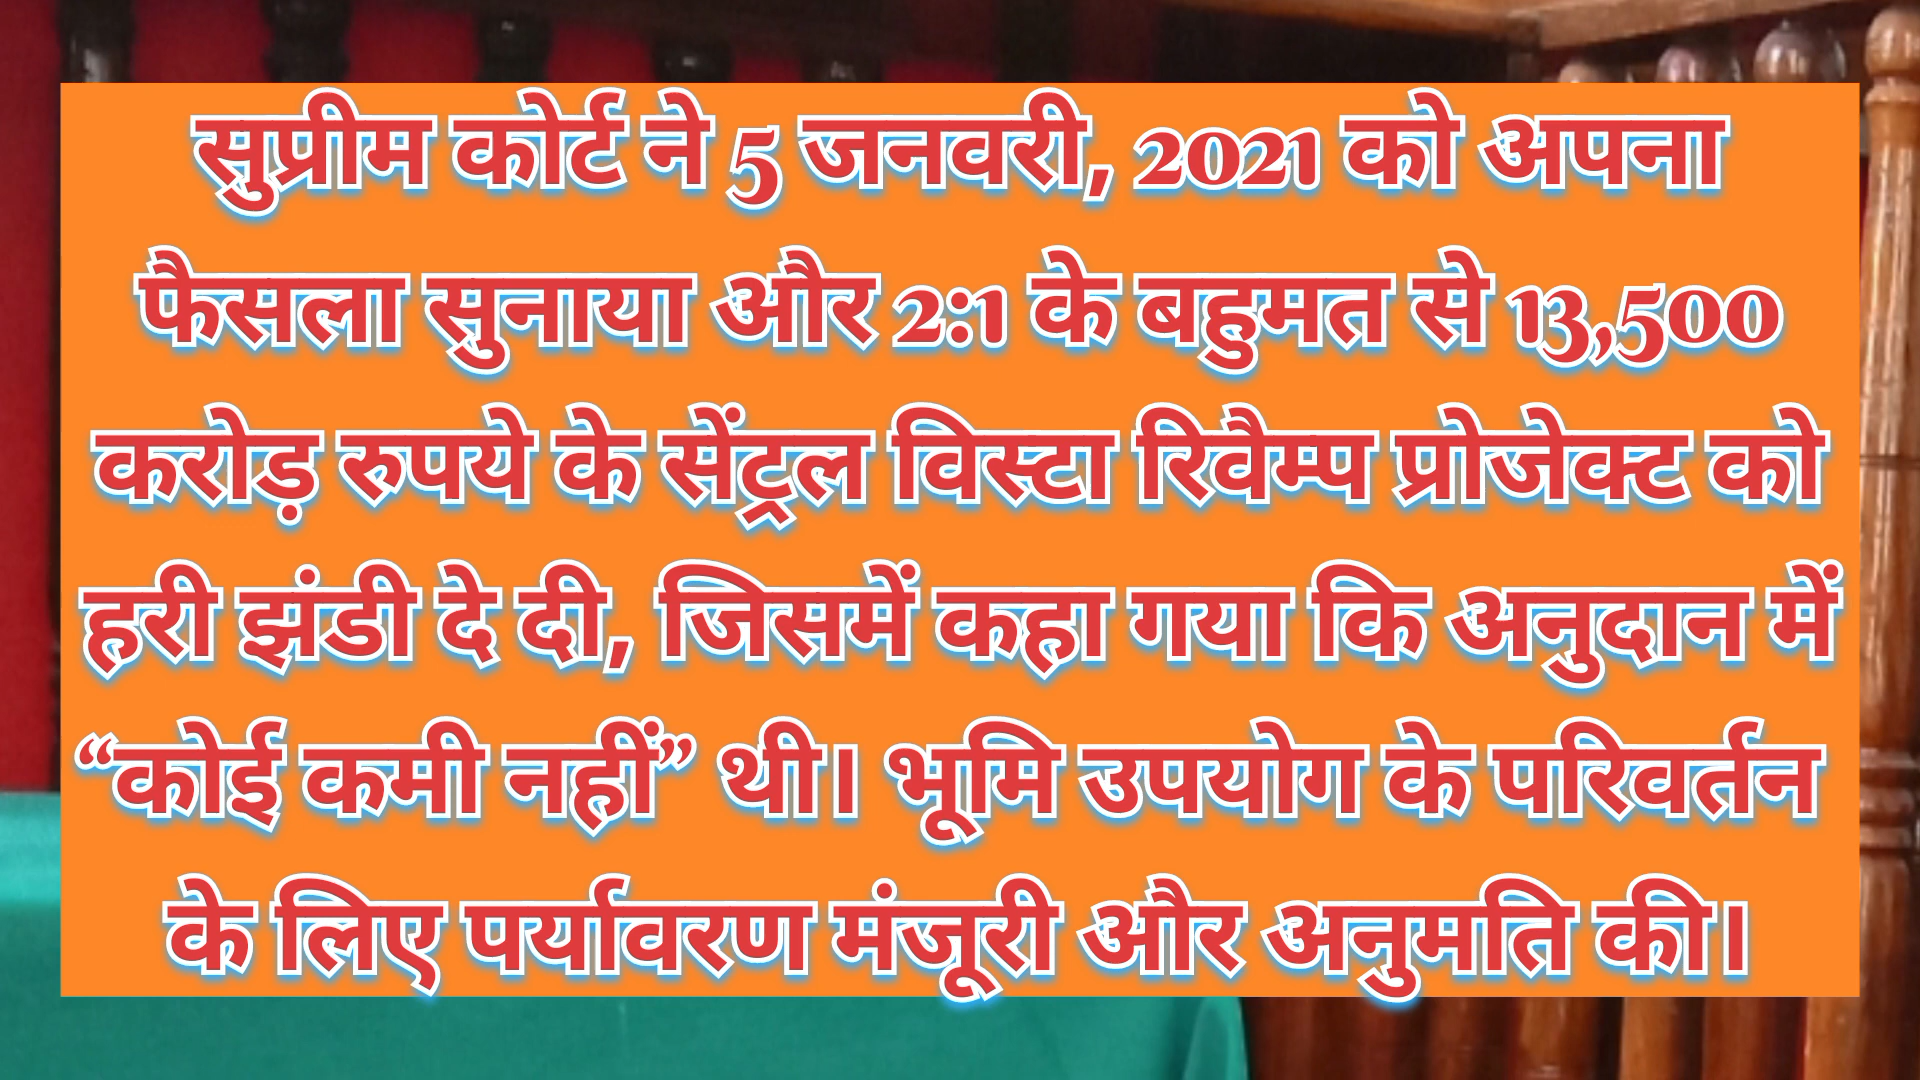 सुप्रीम कोर्ट ने 5 जनवरी, 2021 को अपना
फैसला सुनाया और 2:1 के बहुमत से 13,500
करोड़ रुपये के सेंट्रल विस्टा रिवैम्प प्रोजेक्ट को
हरी झंडी दे दी, जिसमें कहा गया कि अनुदान में
“कोई कमी नहीं” थी। भूमि उपयोग के परिवर्तन
के लिए पर्यावरण मंजूरी और अनुमति की।